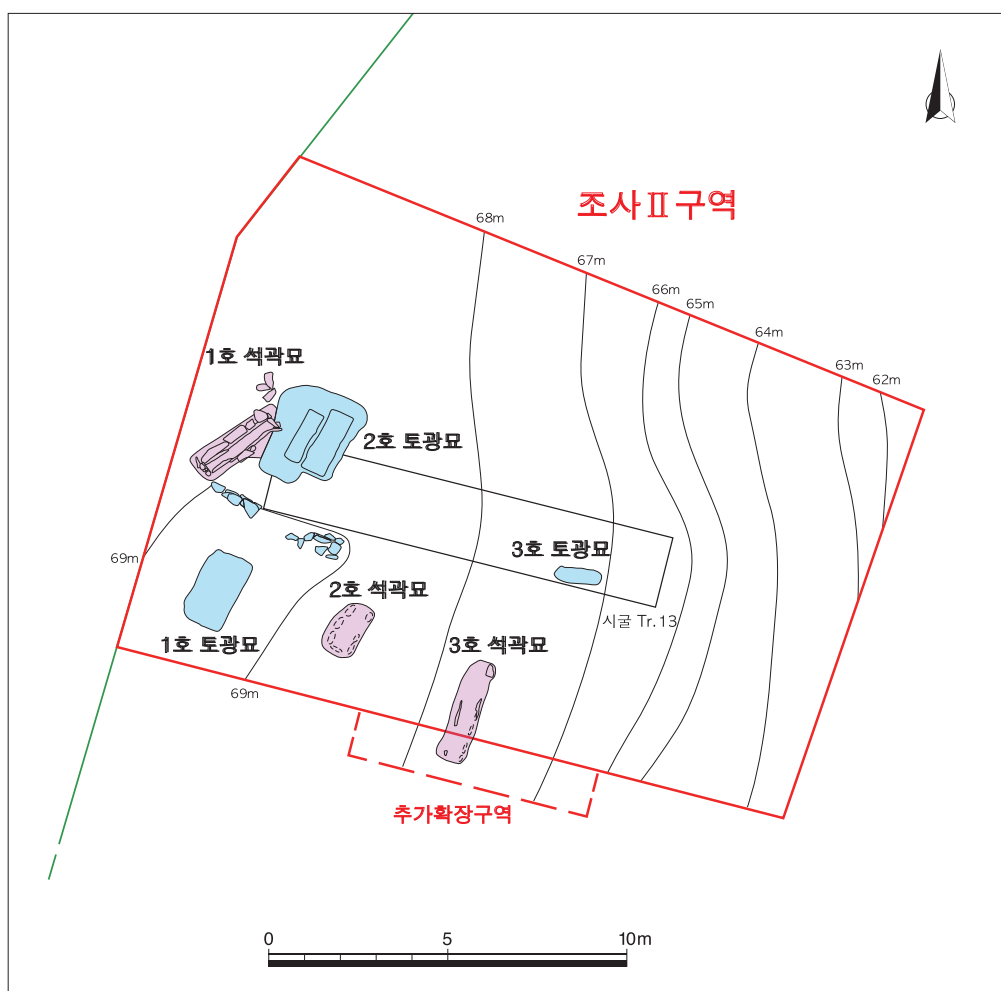 조사Ⅱ구역
68m
67m
66m
65m
64m
63m
62m
1호 석곽묘
2호 토광묘
3호 토광묘
69m
2호 석곽묘
시굴 Tr.13
1호 토광묘
3호 석곽묘
69m
추가확장구역
0 5 10m